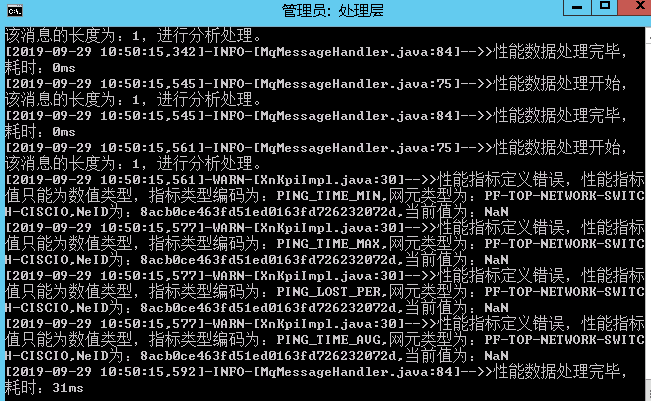 管理员: 处理层
该消息的长度为：1，进行分析处理。
[2019-09-29 10:50:15,342]-INFO-[MqMessageHandler.java:84]-->>性能数据处理完毕，
耗时：0ms
[2019-09-29 10:50:15,545]-INFO-[MqMessageHandler.java:75]-->>性能数据处理开始，
该消息的长度为：1，进行分析处理。
[2019-09-29 10:50:15,545]-INFO-[MqMessageHandler.java:84]-->>性能数据处理完毕，
耗时：0ms
[2019-09-29 10:50:15,561]-INFO-[MqMessageHandler.java:75]-->>性能数据处理开始，
该消息的长度为：1，进行分析处理。
[2019-09-29 10:50:15,561]-WARN-[XnKpiImpl.java:30]-->>性能指标定义错误，性能指标
值只能为数值类型，指标类型编码为：PING_TIME_MIN,网元类型为：PF-TOP-NETWORK-SWITC
H-CISCIO,NeID为：8acb0ce463fd51ed0163fd726232072d,当前值为：NaN
[2019-09-29 10:50:15,577]-WARN-[XnKpiImpl.java:30]-->>性能指标定义错误，性能指标
值只能为数值类型，指标类型编码为：PING_TIME_MAX,网元类型为：PF-TOP-NETWORK-SWITC
H-CISCIO,NeID为：8acb0ce463fd51ed0163fd726232072d,当前值为：NaN
[2019-09-29 10:50:15,577]-WARN-[XnKpiImpl.java:30]-->>性能指标定义错误，性能指标
值只能为数值类型，指标类型编码为：PING_LOST_PER,网元类型为：PF-TOP-NETWORK-SWITC
H-CISCIO,NeID为：8acb0ce463fd51ed0163fd726232072d,当前值为：NaN
[2019-09-29 10:50:15,577]-WARN-[XnKpiImpl.java:30]-->>性能指标定义错误，性能指标
值只能为数值类型，指标类型编码为：PING_TIME_AVG,网元类型为：PF-TOP-NETWORK-SWITC
H-CISCIO,NeID为：8acb0ce463fd51ed0163fd726232072d,当前值为：NaN
[2019-09-29 10:50:15,592]-INFO-[MqMessageHandler.java:84]-->>性能数据处理完毕，
耗时：31ms